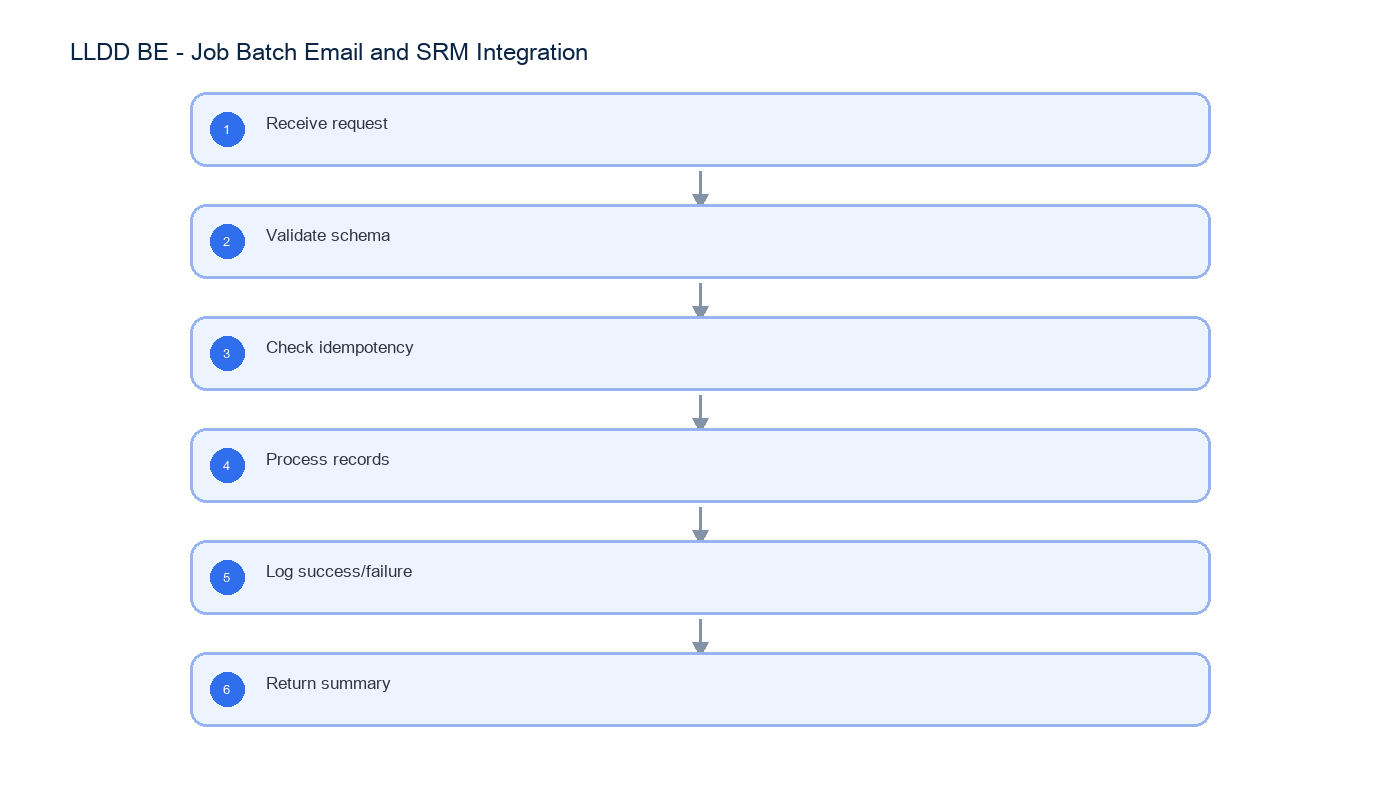 LLDD BE - Job Batch Email and SRM Integration
1 Receive request
2 Validate schema
3 Check idempotency
4 Process records
5 Log success/failure
6 Return summary